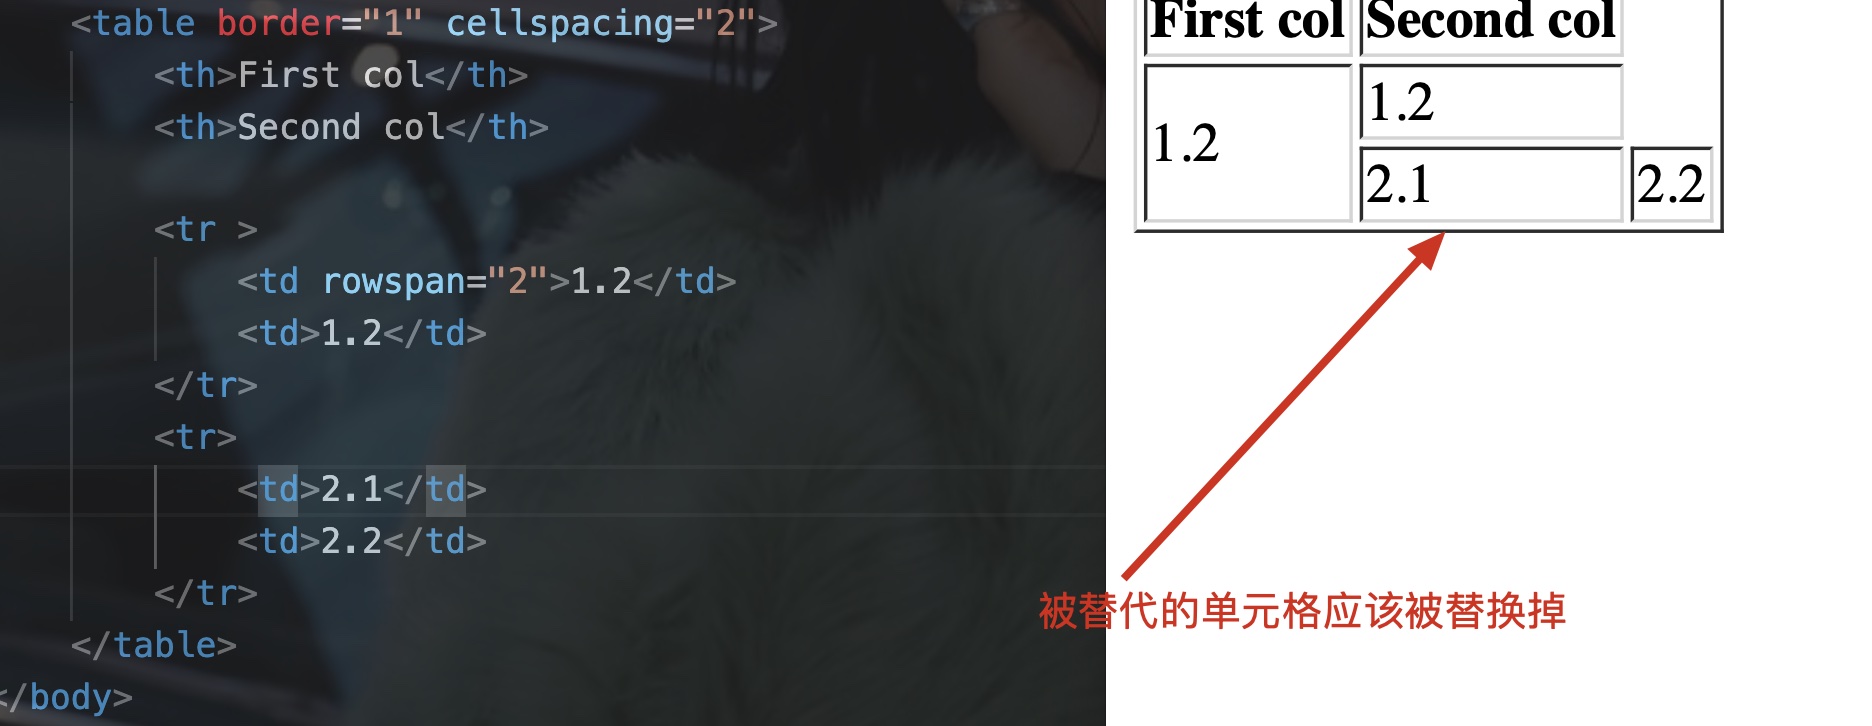 <table border="1" cellspacing="2">
<th>First col</th>
<th>Second col</th>
<tr >
<td rowspan="2">1.2</td>
<td>1.2</td>
</tr>
<tr>
<td>2.1</td>
<td>2.2</td>
</tr>
</table>
</body>
First col Second col
1.2
1.2
2.1 2.2
被替代的单元格应该被替换掉